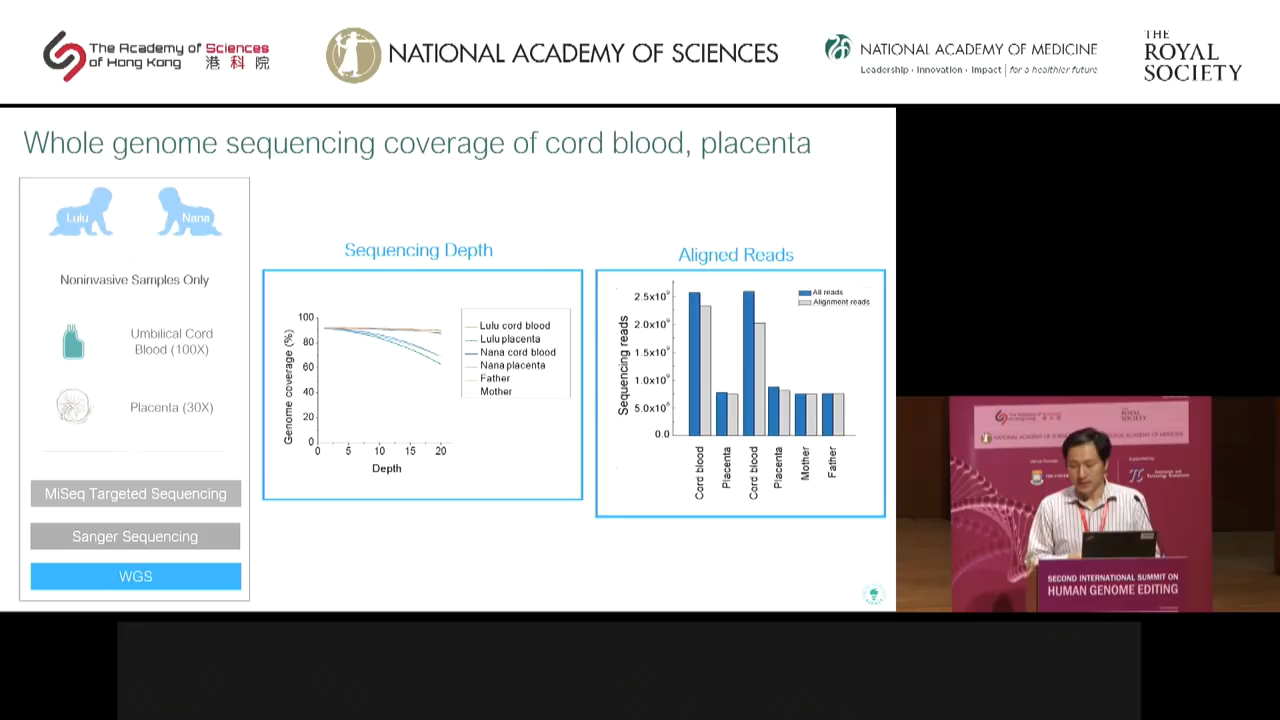 The Academy of Sciences
of Hong Kong 港科院
NATIONAL ACADEMY OF SCIENCES
NATIONAL ACADEMY OF MEDICINE
Leadership · Innovation · Impact | for a healthier future
THE
ROYAL
SOCIETY
Whole genome sequencing coverage of cord blood, placenta
Lulu
Nana
Noninvasive Samples Only
Umbilical Cord
Blood (100X)
Placenta (30X)
MiSeq Targeted Sequencing
Sanger Sequencing
WGS
Sequencing Depth
Genome coverage (%)
100
80
60
40
20
0
0 5 10 15 20
Depth
Lulu cord blood
Lulu placenta
Nana cord blood
Nana placenta
Father
Mother
Aligned Reads
Sequencing reads
2.5x10⁹
2.0x10⁹
1.5x10⁹
1.0x10⁹
5.0x10⁸
0.0
All reads
Alignment reads
Cord blood
Placenta
Cord blood
Placenta
Mother
Father
SECOND INTERNATIONAL SUMMIT ON
HUMAN GENOME EDITING